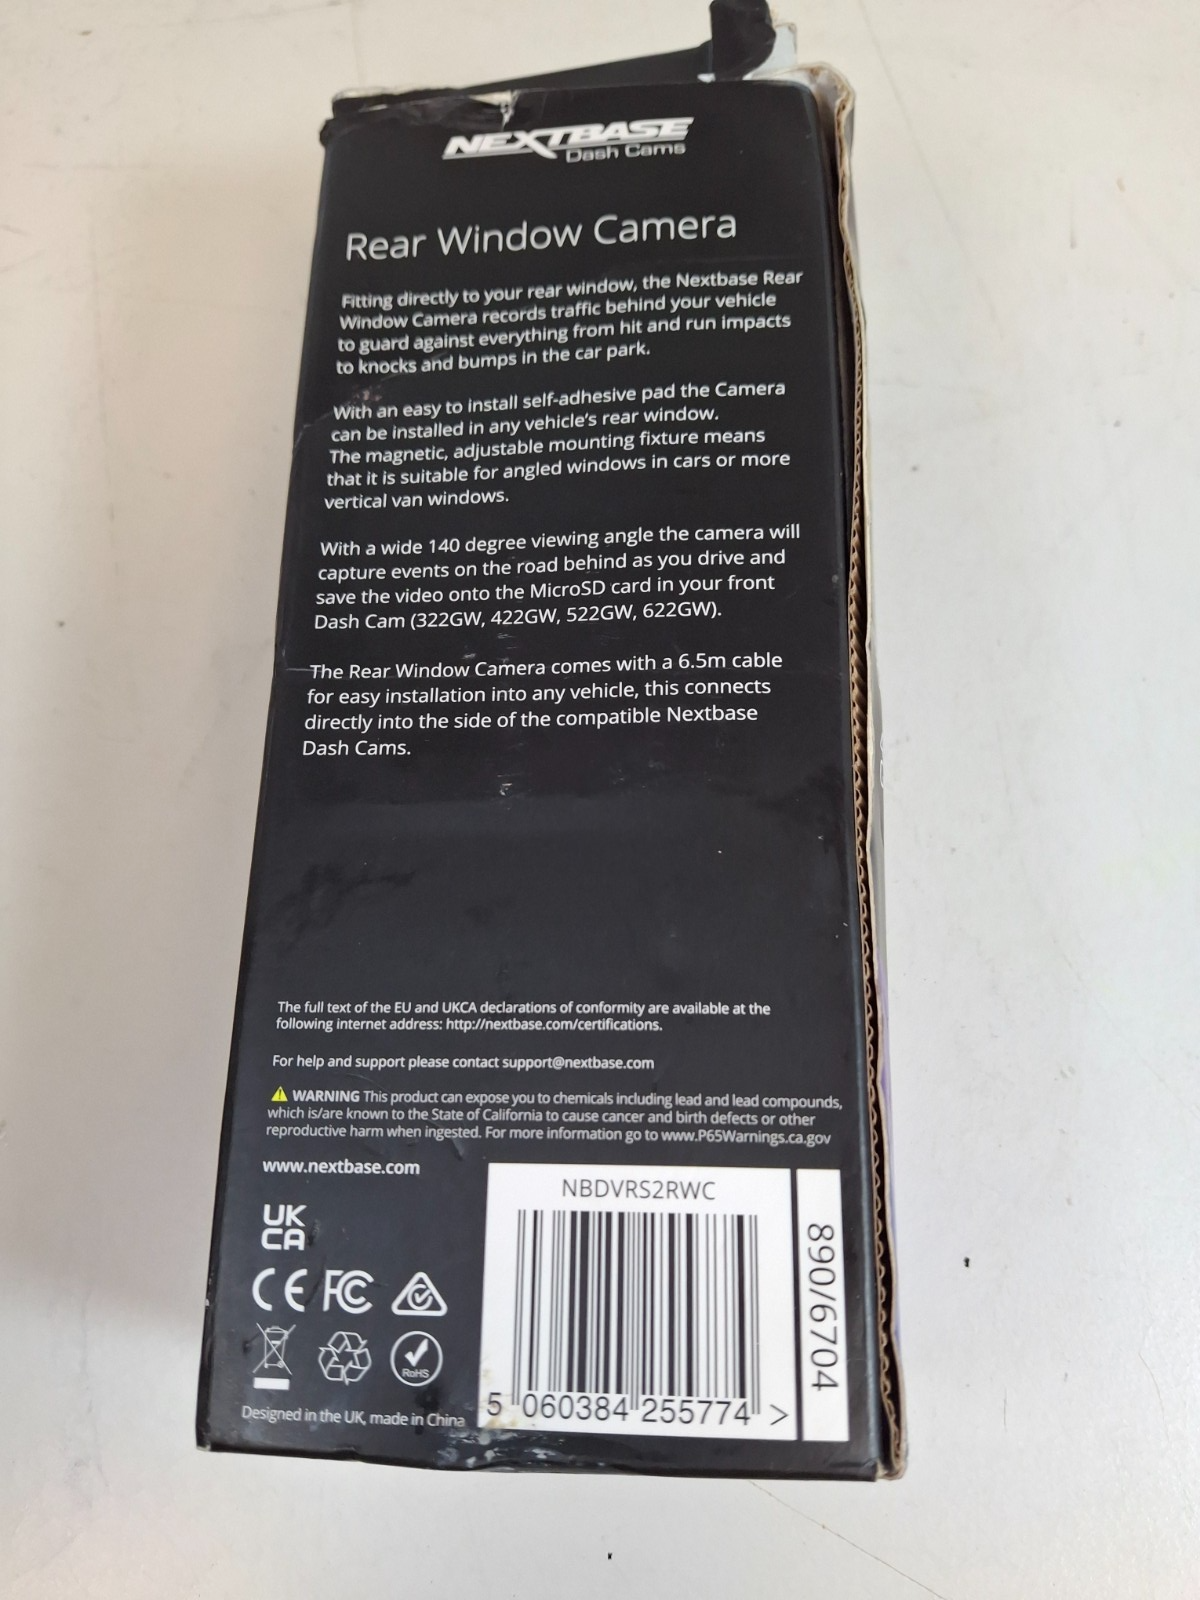 NEXTBASE
Dash Cams
Rear Window Camera
Fitting directly to your rear window, the Nextbase Rear
Window Camera records traffic behind your vehicle
to guard against everything from hit and run impacts
to knocks and bumps in the car park.
With an easy to install self-adhesive pad the Camera
can be installed in any vehicle's rear window.
The magnetic, adjustable mounting fixture means
that it is suitable for angled windows in cars or more
vertical van windows.
With a wide 140 degree viewing angle the camera will
capture events on the road behind as you drive and
save the video onto the MicroSD card in your front
Dash Cam (322GW, 422GW, 522GW, 622GW).
The Rear Window Camera comes with a 6.5m cable
for easy installation into any vehicle, this connects
directly into the side of the compatible Nextbase
Dash Cams.
The full text of the EU and UKCA declarations of conformity are available at the
following internet address: http://nextbase.com/certifications.
For help and support please contact support@nextbase.com
WARNING This product can expose you to chemicals including lead and lead compounds,
which is/are known to the State of California to cause cancer and birth defects or other
reproductive harm when ingested. For more information go to www.P65Warnings.ca.gov
www.nextbase.com
UK
CA
CE FC
RoHS
Designed in the UK, made in China
NBDVRS2RWC
5 060384 255774 >
890/6704